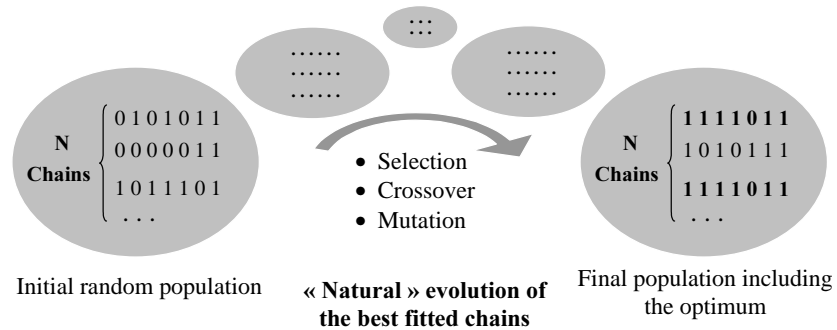 ......
......
......
...
...
......
......
......
N
Chains
0 1 0 1 0 1 1
0 0 0 0 0 1 1
1 0 1 1 1 0 1
. . .
• Selection
• Crossover
• Mutation
N
Chains
1 1 1 1 0 1 1
1 0 1 0 1 1 1
1 1 1 1 0 1 1
. . .
Initial random population
« Natural » evolution of
the best fitted chains
Final population including
the optimum